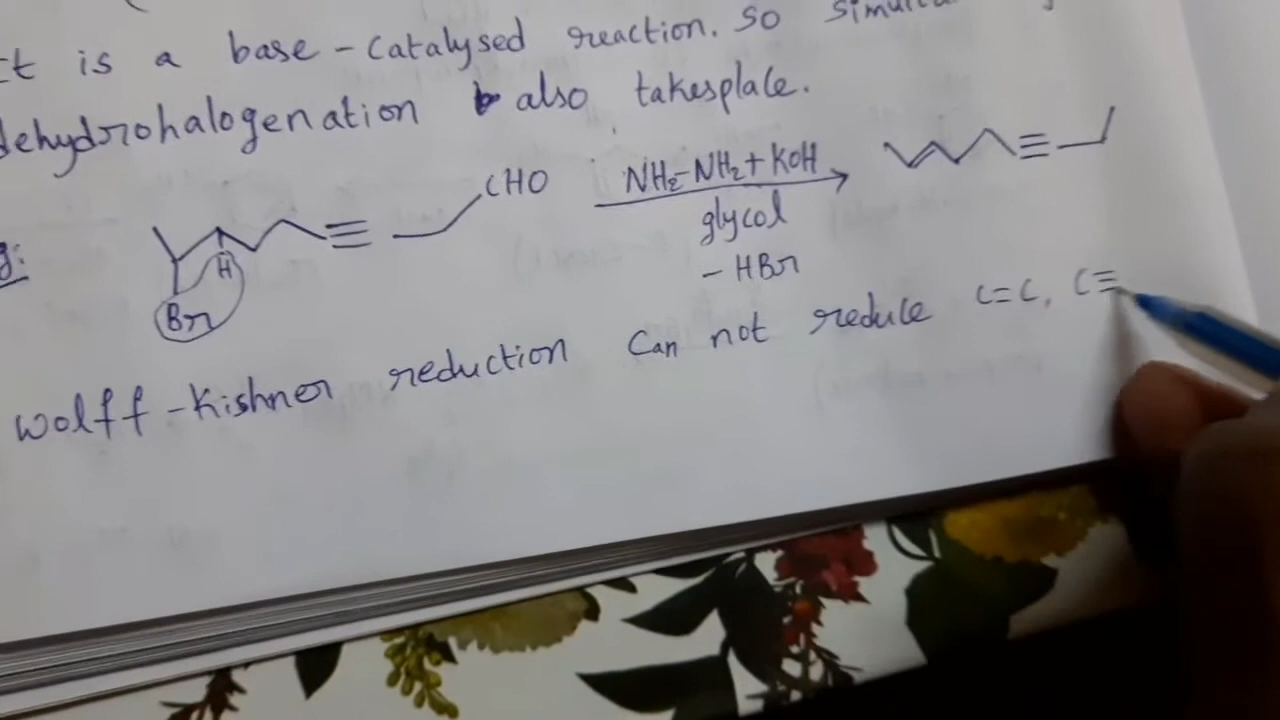 It is a base-catalysed reaction. So
dehydrohalogenation also takesplace.
CHO
NH2-NH2+KOH
glycol
-HBr
H
Br
g:
Wolff-Kishner reduction Can not reduce C=C, C≡